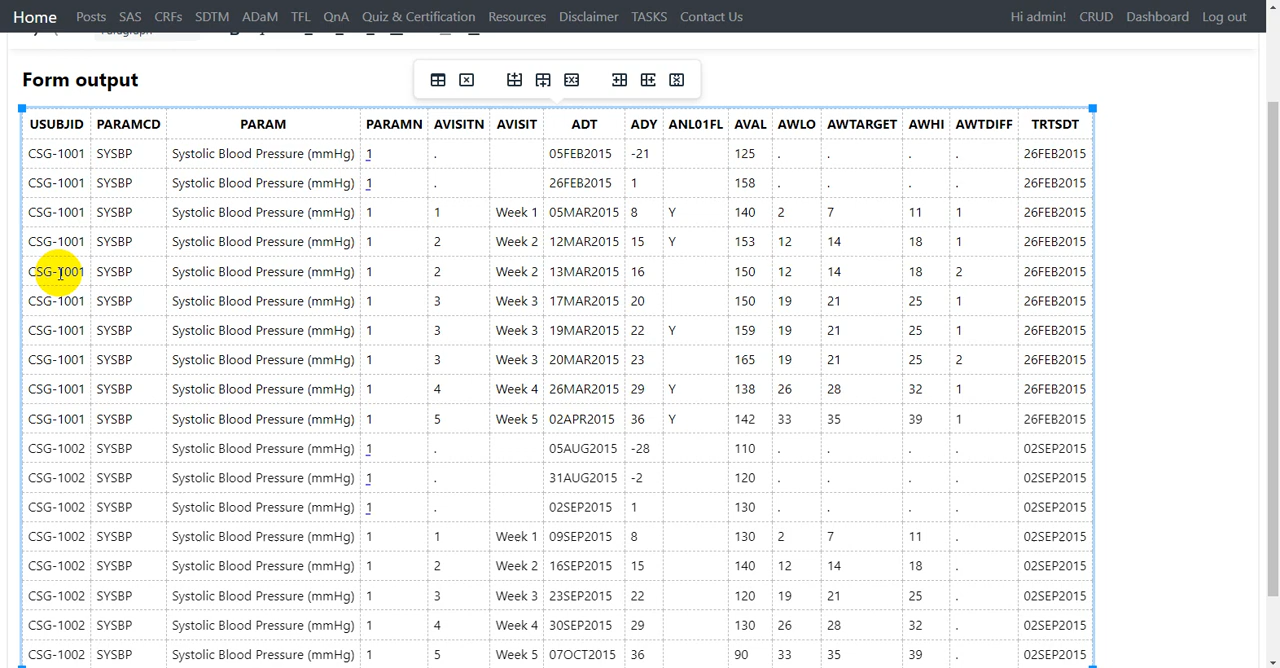 Home Posts SAS CRFs SDTM ADaM TFL QnA Quiz & Certification Resources Disclaimer TASKS Contact Us Hi admin! CRUD Dashboard Log out
Form output
USUBJID PARAMCD PARAM PARAMN AVISITN AVISIT ADT ADY ANL01FL AVAL AWLO AWTARGET AWHI AWTDIFF TRTSDT
CSG-1001 SYSBP Systolic Blood Pressure (mmHg) 1 . 05FEB2015 -21 125 . . . . 26FEB2015
CSG-1001 SYSBP Systolic Blood Pressure (mmHg) 1 . 26FEB2015 1 158 . . . . 26FEB2015
CSG-1001 SYSBP Systolic Blood Pressure (mmHg) 1 1 Week 1 05MAR2015 8 Y 140 2 7 11 1 26FEB2015
CSG-1001 SYSBP Systolic Blood Pressure (mmHg) 1 2 Week 2 12MAR2015 15 Y 153 12 14 18 1 26FEB2015
CSG-1001 SYSBP Systolic Blood Pressure (mmHg) 1 2 Week 2 13MAR2015 16 150 12 14 18 2 26FEB2015
CSG-1001 SYSBP Systolic Blood Pressure (mmHg) 1 3 Week 3 17MAR2015 20 150 19 21 25 1 26FEB2015
CSG-1001 SYSBP Systolic Blood Pressure (mmHg) 1 3 Week 3 19MAR2015 22 Y 159 19 21 25 1 26FEB2015
CSG-1001 SYSBP Systolic Blood Pressure (mmHg) 1 3 Week 3 20MAR2015 23 165 19 21 25 2 26FEB2015
CSG-1001 SYSBP Systolic Blood Pressure (mmHg) 1 4 Week 4 26MAR2015 29 Y 138 26 28 32 1 26FEB2015
CSG-1001 SYSBP Systolic Blood Pressure (mmHg) 1 5 Week 5 02APR2015 36 Y 142 33 35 39 1 26FEB2015
CSG-1002 SYSBP Systolic Blood Pressure (mmHg) 1 . 05AUG2015 -28 110 . . . . 02SEP2015
CSG-1002 SYSBP Systolic Blood Pressure (mmHg) 1 . 31AUG2015 -2 120 . . . . 02SEP2015
CSG-1002 SYSBP Systolic Blood Pressure (mmHg) 1 . 02SEP2015 1 130 . . . . 02SEP2015
CSG-1002 SYSBP Systolic Blood Pressure (mmHg) 1 1 Week 1 09SEP2015 8 130 2 7 11 . 02SEP2015
CSG-1002 SYSBP Systolic Blood Pressure (mmHg) 1 2 Week 2 16SEP2015 15 140 12 14 18 . 02SEP2015
CSG-1002 SYSBP Systolic Blood Pressure (mmHg) 1 3 Week 3 23SEP2015 22 120 19 21 25 . 02SEP2015
CSG-1002 SYSBP Systolic Blood Pressure (mmHg) 1 4 Week 4 30SEP2015 29 130 26 28 32 . 02SEP2015
CSG-1002 SYSBP Systolic Blood Pressure (mmHg) 1 5 Week 5 07OCT2015 36 90 33 35 39 . 02SEP2015